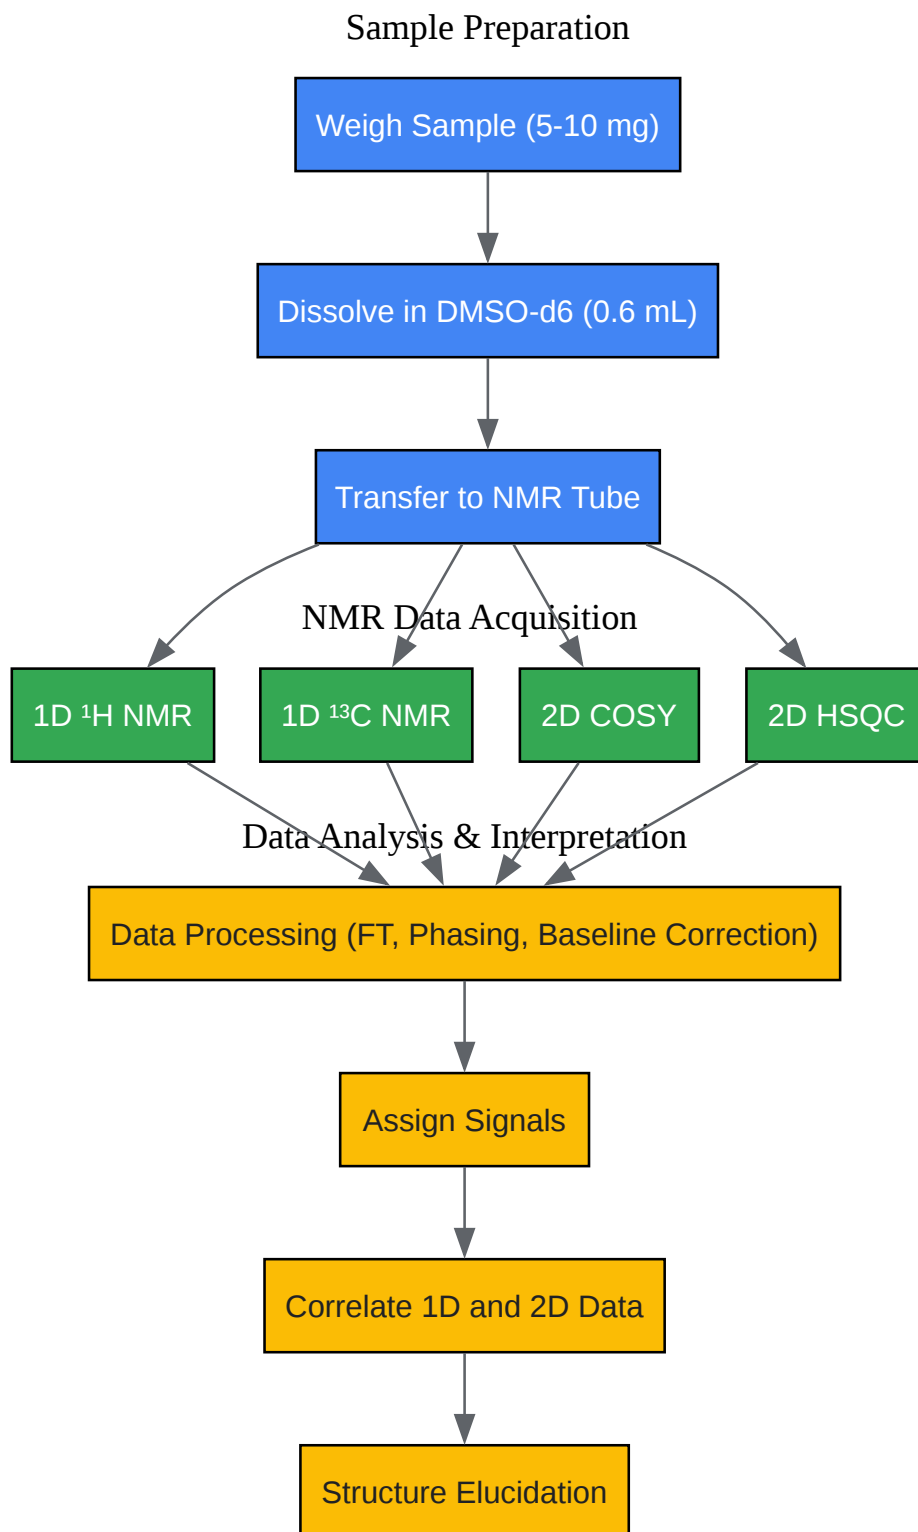 Sample Preparation
Weigh Sample (5-10 mg)
Dissolve in DMSO-d6 (0.6 mL)
Transfer to NMR Tube
NMR Data Acquisition
1D ¹H NMR
1D ¹³C NMR
2D COSY
2D HSQC
Data Analysis & Interpretation
Data Processing (FT, Phasing, Baseline Correction)
Assign Signals
Correlate 1D and 2D Data
Structure Elucidation